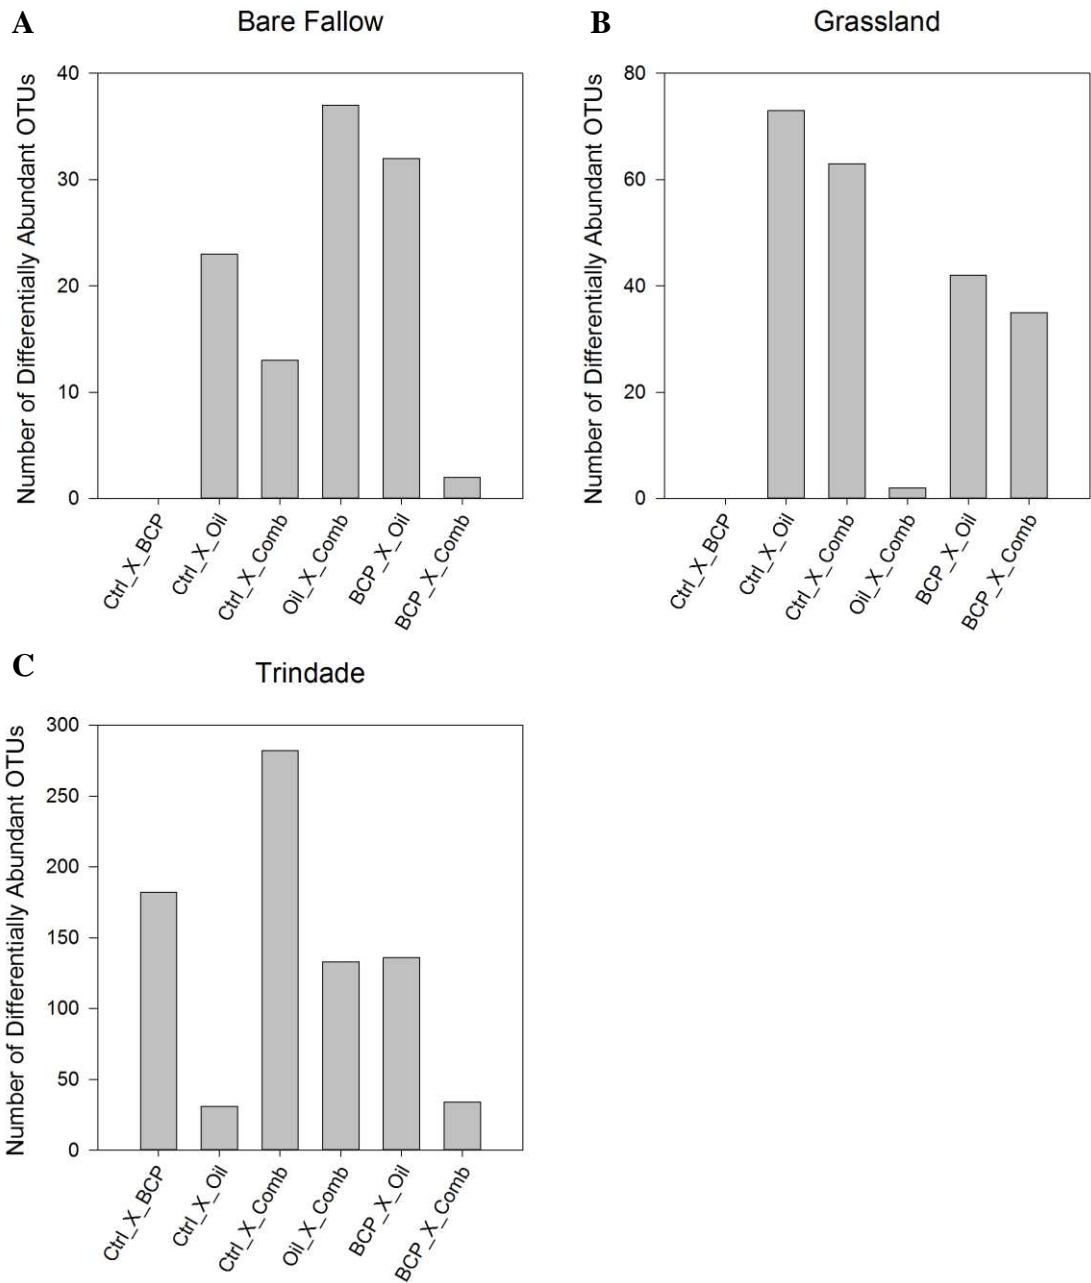 A
Bare Fallow
Number of Differentially Abundant OTUs
40
30
20
10
0
Ctrl_X_BCP
Ctrl_X_Oil
Ctrl_X_Comb
Oil_X_Comb
BCP_X_Oil
BCP_X_Comb
B
Grassland
Number of Differentially Abundant OTUs
80
60
40
20
0
Ctrl_X_BCP
Ctrl_X_Oil
Ctrl_X_Comb
Oil_X_Comb
BCP_X_Oil
BCP_X_Comb
C
Trindade
Number of Differentially Abundant OTUs
300
250
200
150
100
50
0
Ctrl_X_BCP
Ctrl_X_Oil
Ctrl_X_Comb
Oil_X_Comb
BCP_X_Oil
BCP_X_Comb